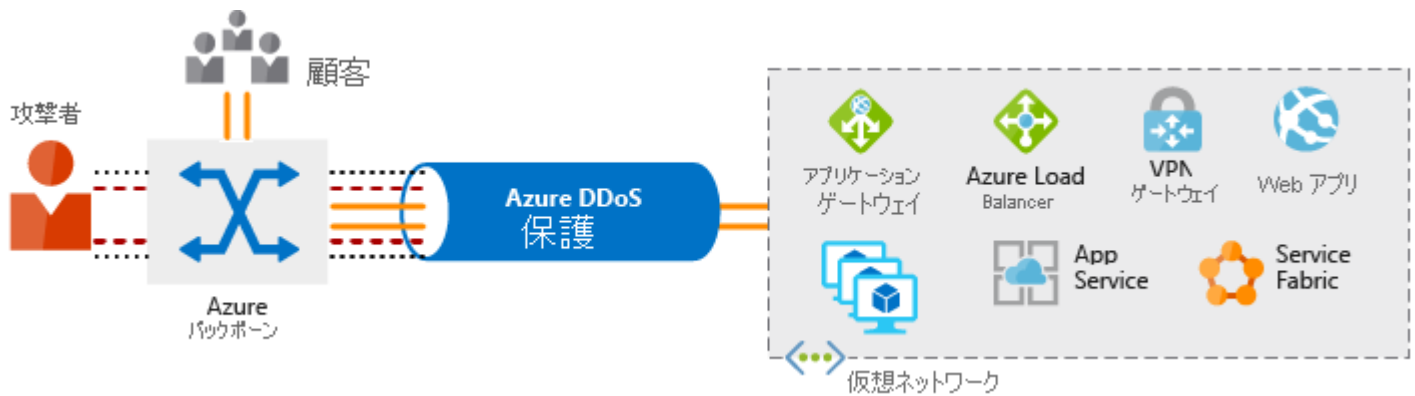 顧客
攻撃者
Azure
バックボーン
Azure DDoS
保護
アプリケーション
ゲートウェイ
Azure Load
Balancer
VPN
ゲートウェイ
Web アプリ
App
Service
Service
Fabric
仮想ネットワーク